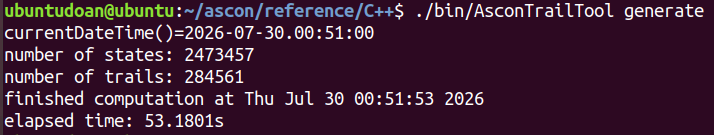 ubuntudoan@ubuntu:~/ascon/reference/C++$ ./bin/AsconTrailTool generate
currentDateTime()=2026-07-30.00:51:00
number of states: 2473457
number of trails: 284561
finished computation at Thu Jul 30 00:51:53 2026
elapsed time: 53.1801s